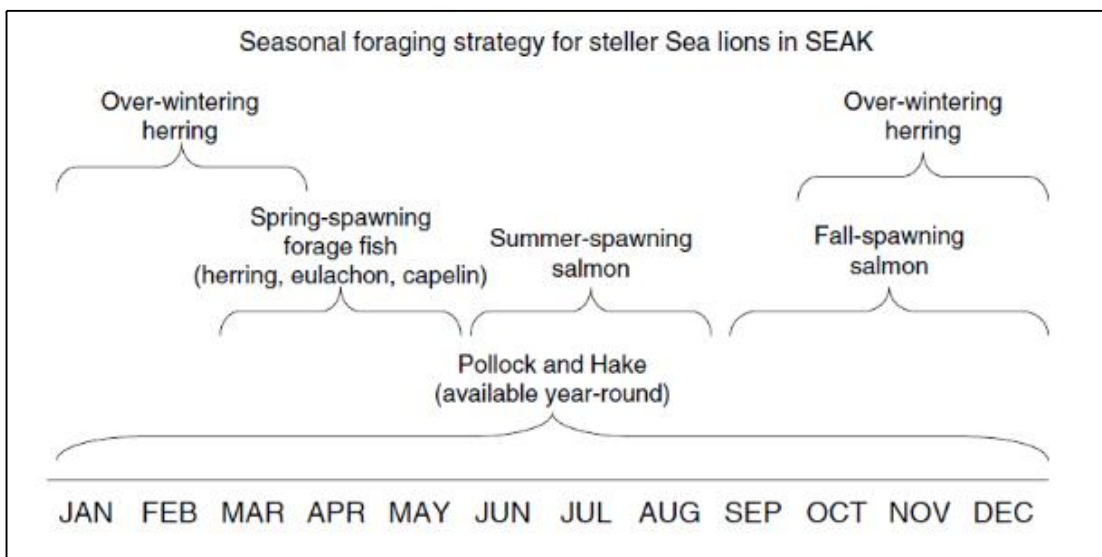 Seasonal foraging strategy for steller Sea lions in SEAK
Over-wintering
herring
Over-wintering
herring
Spring-spawning
forage fish
(herring, eulachon, capelin)
Summer-spawning
salmon
Fall-spawning
salmon
Pollock and Hake
(available year-round)
JAN FEB MAR APR MAY JUN JUL AUG SEP OCT NOV DEC